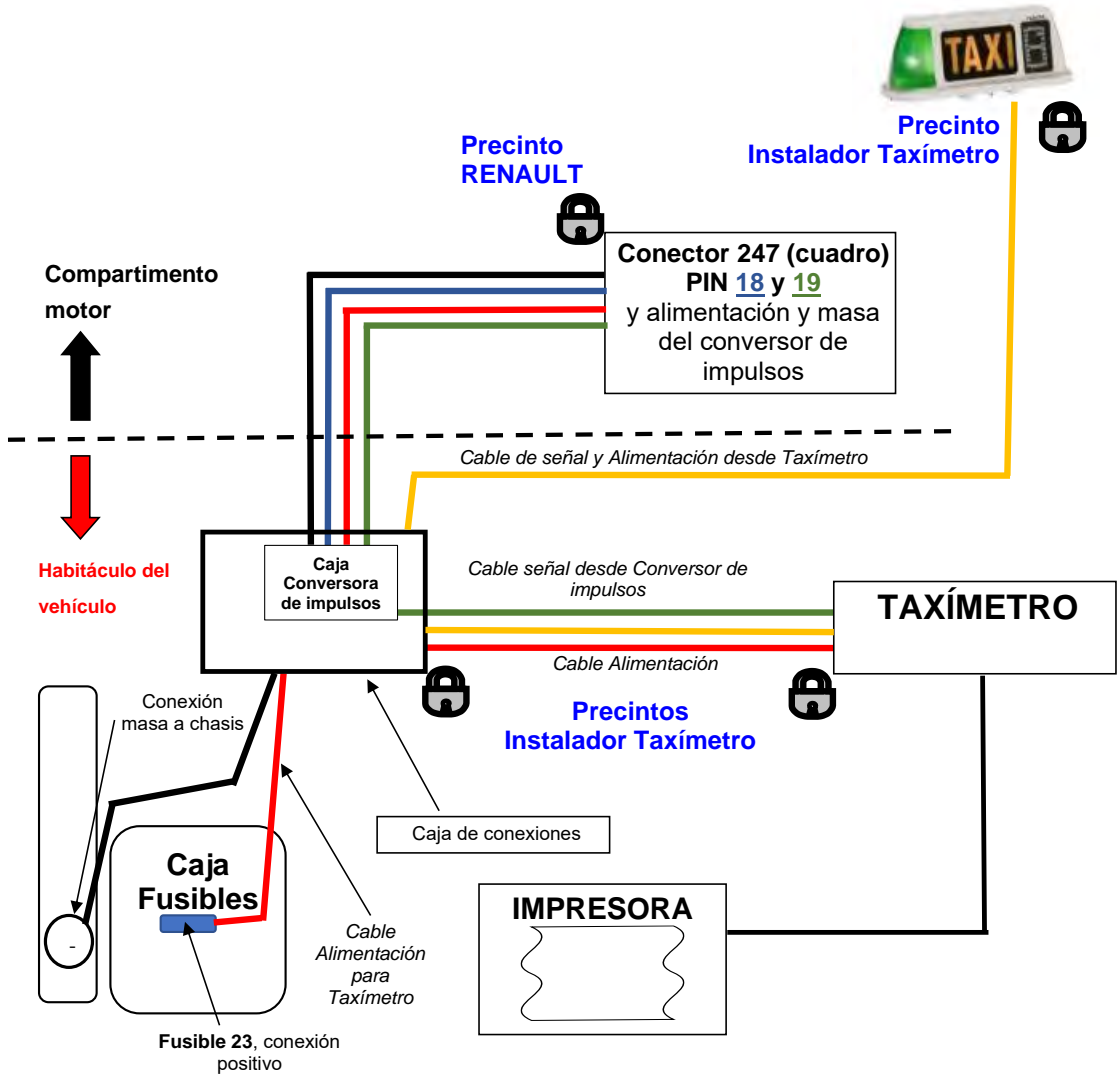 TAXI
Precinto
Instalador Taxímetro
Precinto
RENAULT
Conector 247 (cuadro)
PIN 18 y 19
y alimentación y masa
del conversor de
impulsos
Compartimento
motor
Cable de señal y Alimentación desde Taxímetro
Habitáculo del
vehículo
Caja
Conversora
de impulsos
Cable señal desde Conversor de
impulsos
TAXÍMETRO
Cable Alimentación
Precintos
Instalador Taxímetro
Conexión
masa a chasis
Caja de conexiones
Caja
Fusibles
-
IMPRESORA
Cable
Alimentación
para
Taxímetro
Fusible 23, conexión
positivo